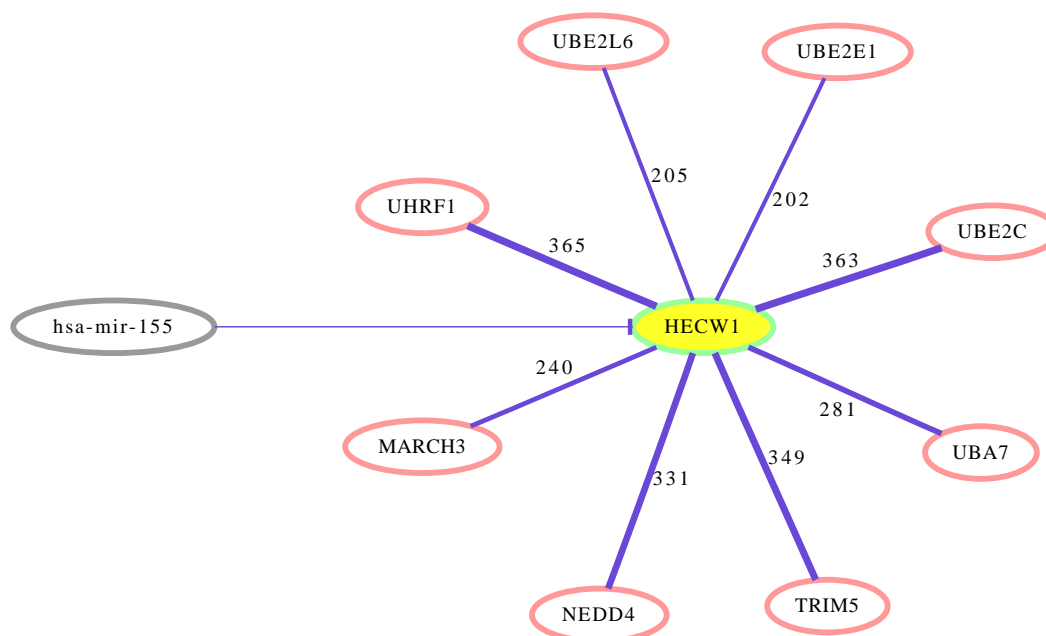 UBE2L6
UBE2E1
205
202
UHRF1
UBE2C
365
363
hsa-mir-155
HECW1
240
281
MARCH3
UBA7
331
349
NEDD4
TRIM5